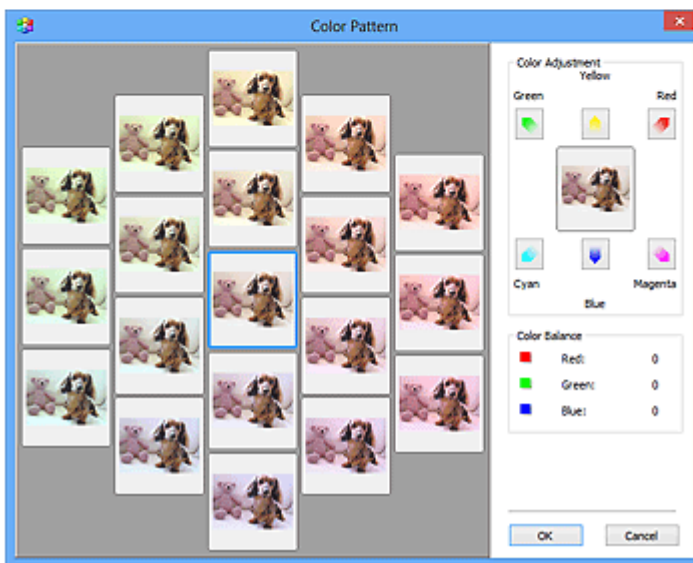 Color Pattern
Color Adjustment
Yellow
Green Red
Cyan Magenta
Blue
Color Balance
Red: 0
Green: 0
Blue: 0
OK Cancel